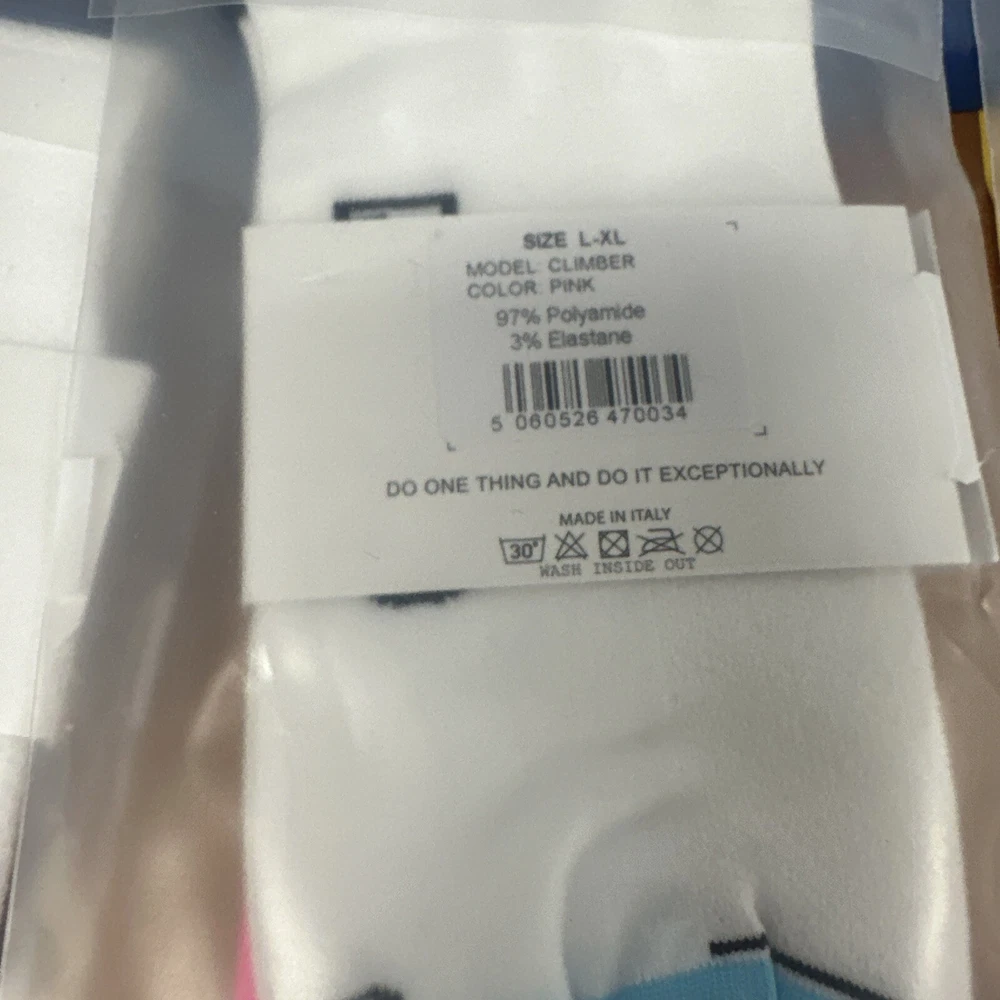 SIZE L-XL
MODEL: CLIMBER
COLOR: PINK
97% Polyamide
3% Elastane
5 060526 470034
DO ONE THING AND DO IT EXCEPTIONALLY
MADE IN ITALY
30°
WASH INSIDE OUT